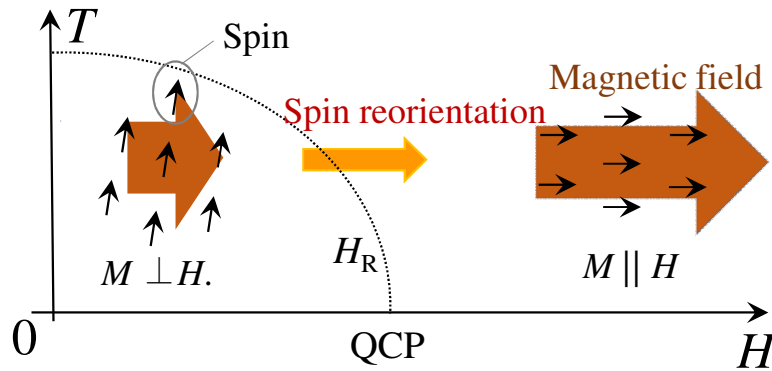 T
Spin
Magnetic field
Spin reorientation
H_R
M ⊥ H.
M || H
0
QCP
H